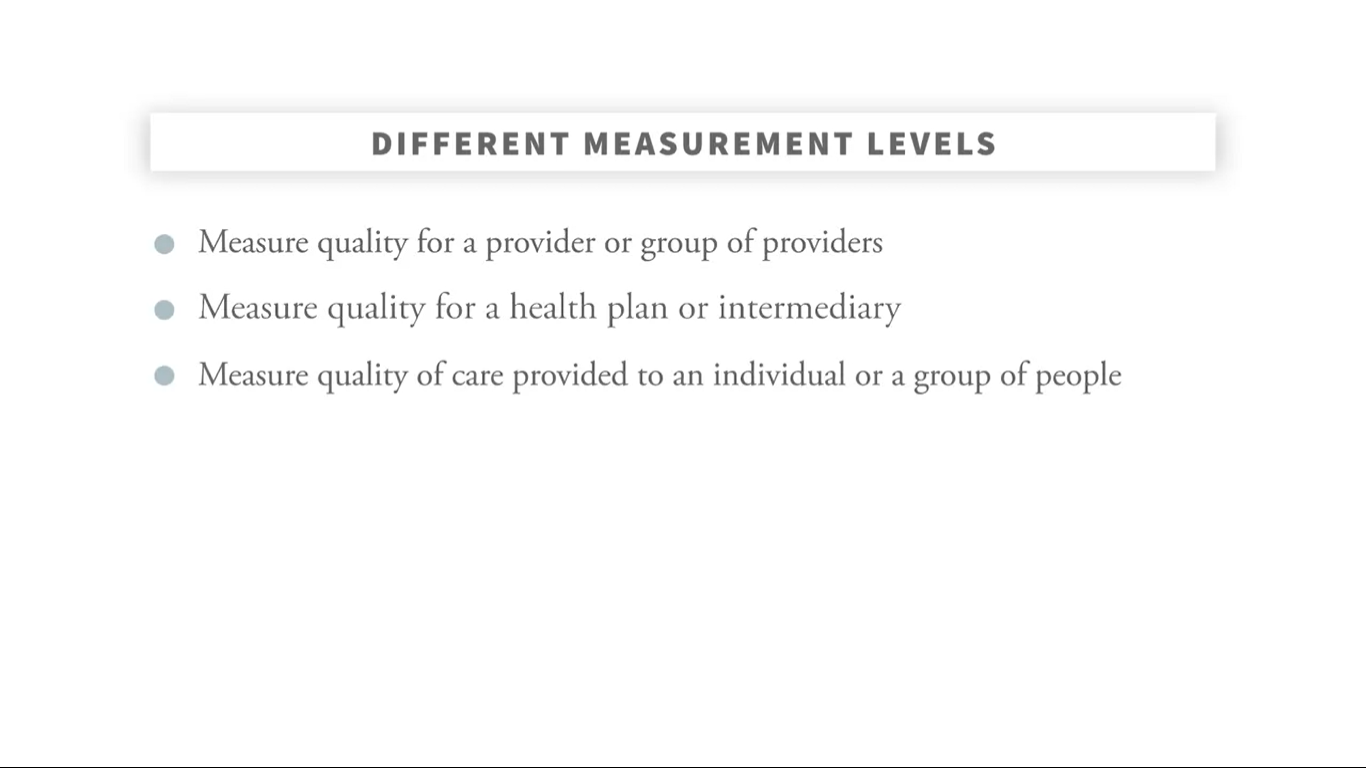 DIFFERENT MEASUREMENT LEVELS
Measure quality for a provider or group of providers
Measure quality for a health plan or intermediary
Measure quality of care provided to an individual or a group of people